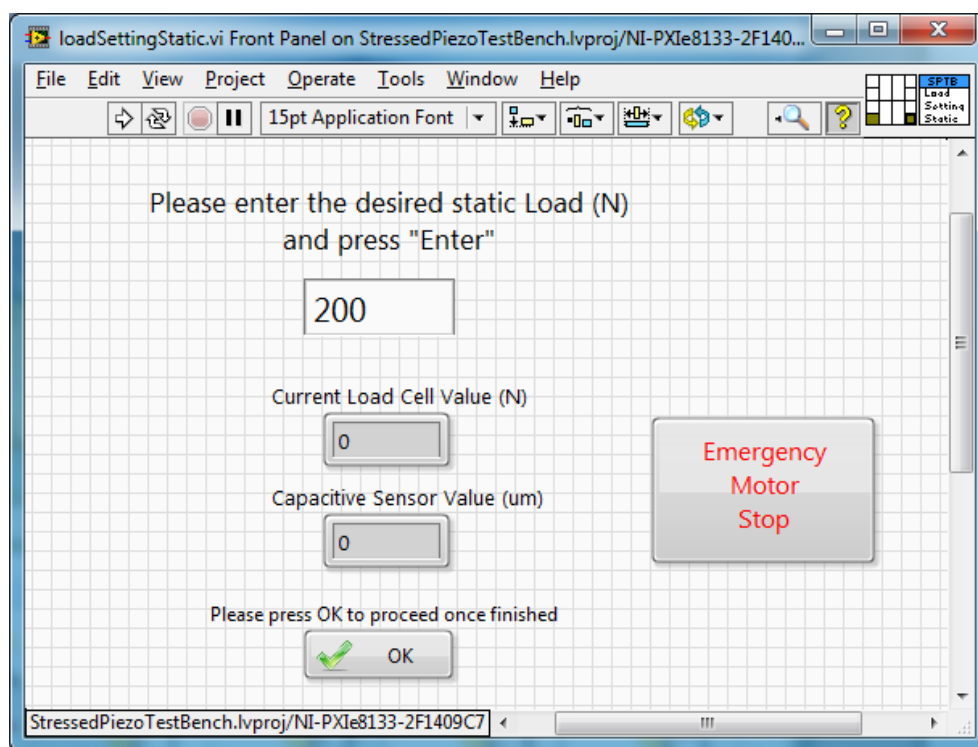 loadSettingStatic.vi Front Panel on StressedPiezoTestBench.lvproj/NI-PXIe8133-2F140...
File Edit View Project Operate Tools Window Help
15pt Application Font
SPTB
Load
Setting
Static
Please enter the desired static Load (N)
and press "Enter"
200
Current Load Cell Value (N)
0
Capacitive Sensor Value (um)
0
Emergency
Motor
Stop
Please press OK to proceed once finished
OK
StressedPiezoTestBench.lvproj/NI-PXIe8133-2F1409C7